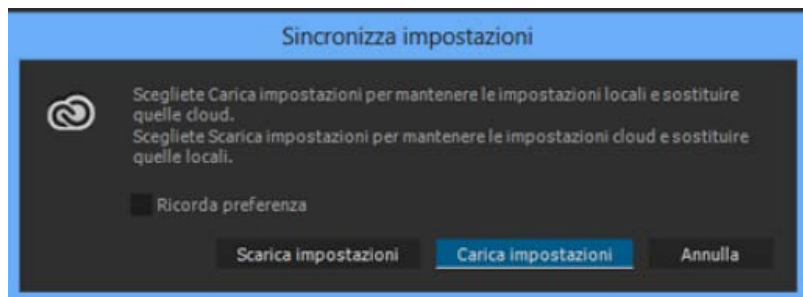 Sincronizza impostazioni
Scegliete Carica impostazioni per mantenere le impostazioni locali e sostituire
quelle cloud.
Scegliete Scarica impostazioni per mantenere le impostazioni cloud e sostituire
quelle locali.
Ricorda preferenza
Scarica impostazioni Carica impostazioni Annulla